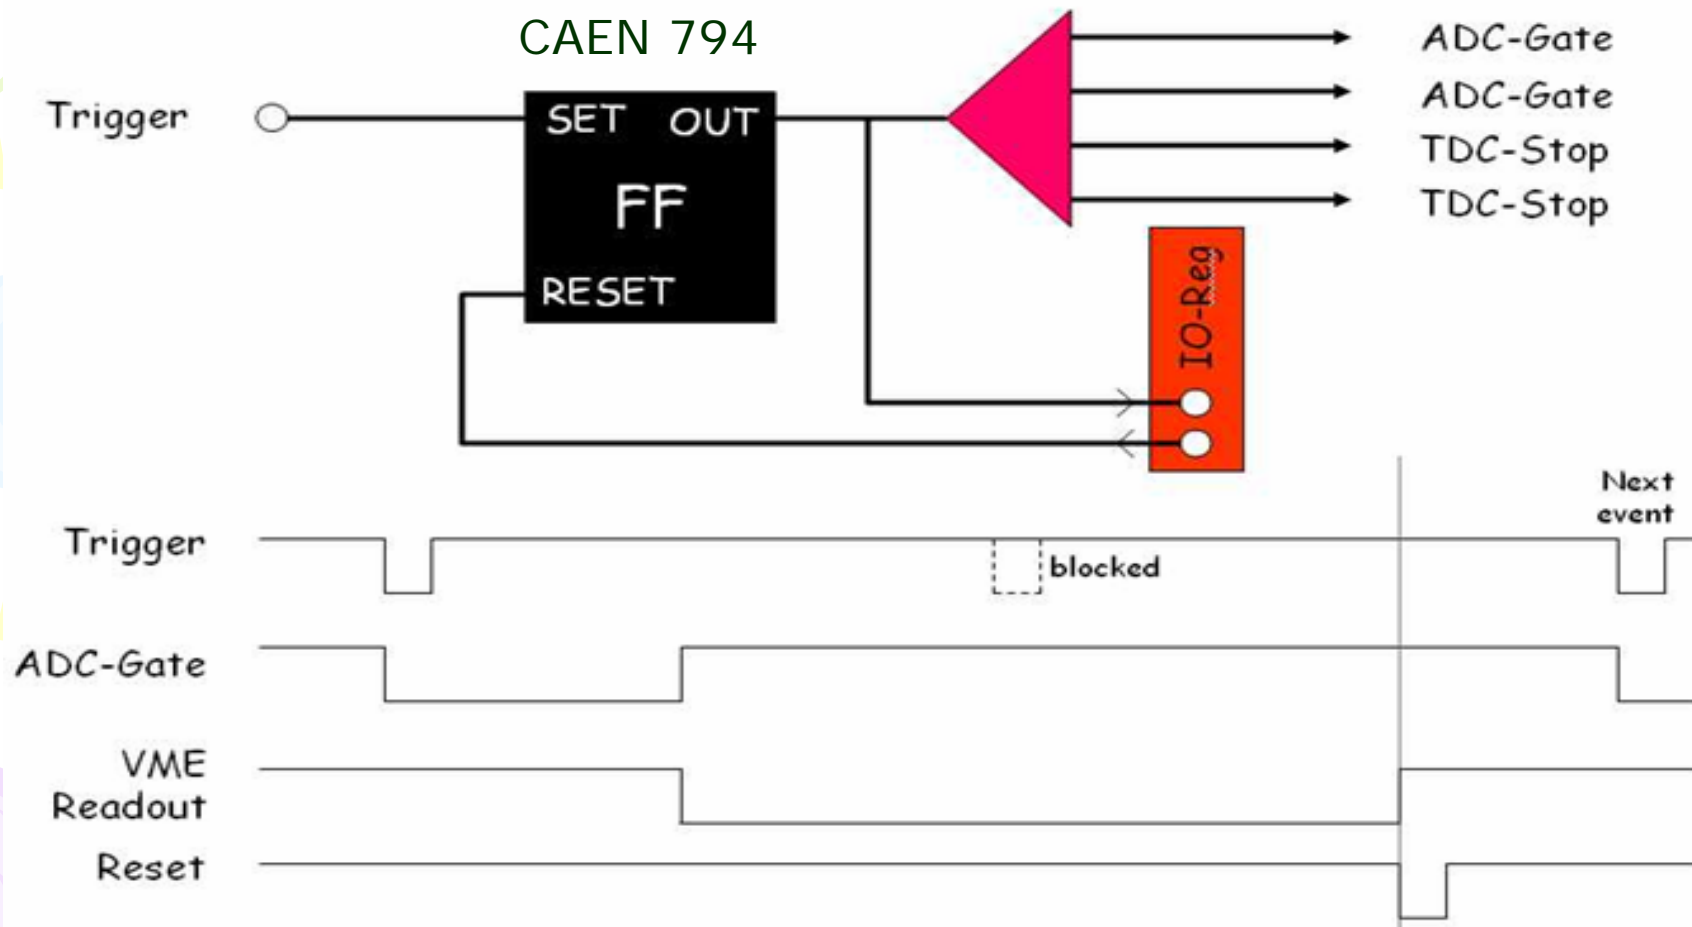 CAEN 794
Trigger
SET OUT
FF
RESET
ADC-Gate
ADC-Gate
TDC-Stop
TDC-Stop
IO-Reg
Next
event
Trigger
blocked
ADC-Gate
VME
Readout
Reset